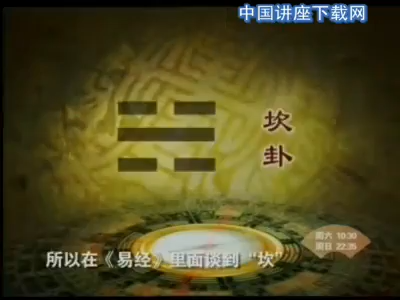 中国讲座下载网
坎
卦
周六 10:30
周日 22:25
所以在《易经》里面谈到“坎”